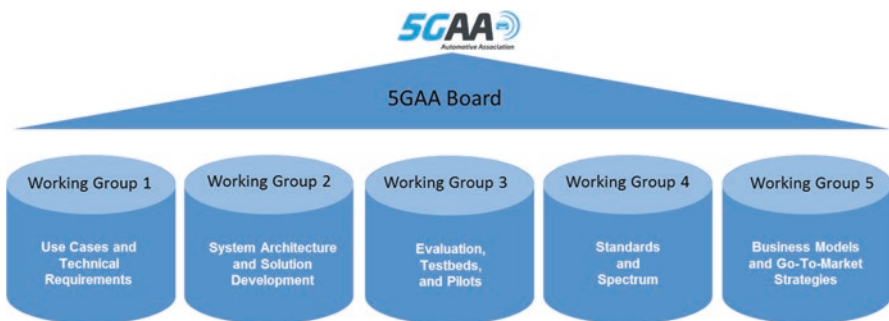 5GAA
Automotive Association
5GAA Board
Working Group 1
Working Group 2
Working Group 3
Working Group 4
Working Group 5
Use Cases and
Technical
Requirements
System Architecture
and Solution
Development
Evaluation,
Testbeds,
and Pilots
Standards
and
Spectrum
Business Models
and Go-To-Market
Strategies